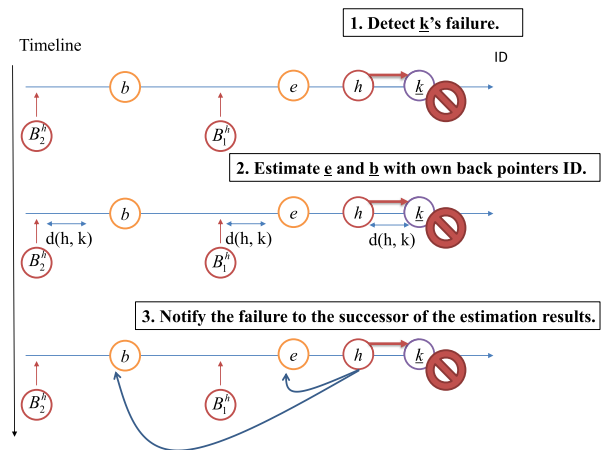 1. Detect k's failure.
Timeline
ID
b e h k
B₂ʰ B₁ʰ
2. Estimate e and b with own back pointers ID.
b e h k
d(h, k) d(h, k) d(h, k)
B₂ʰ B₁ʰ
3. Notify the failure to the successor of the estimation results.
b e h k
B₂ʰ B₁ʰ